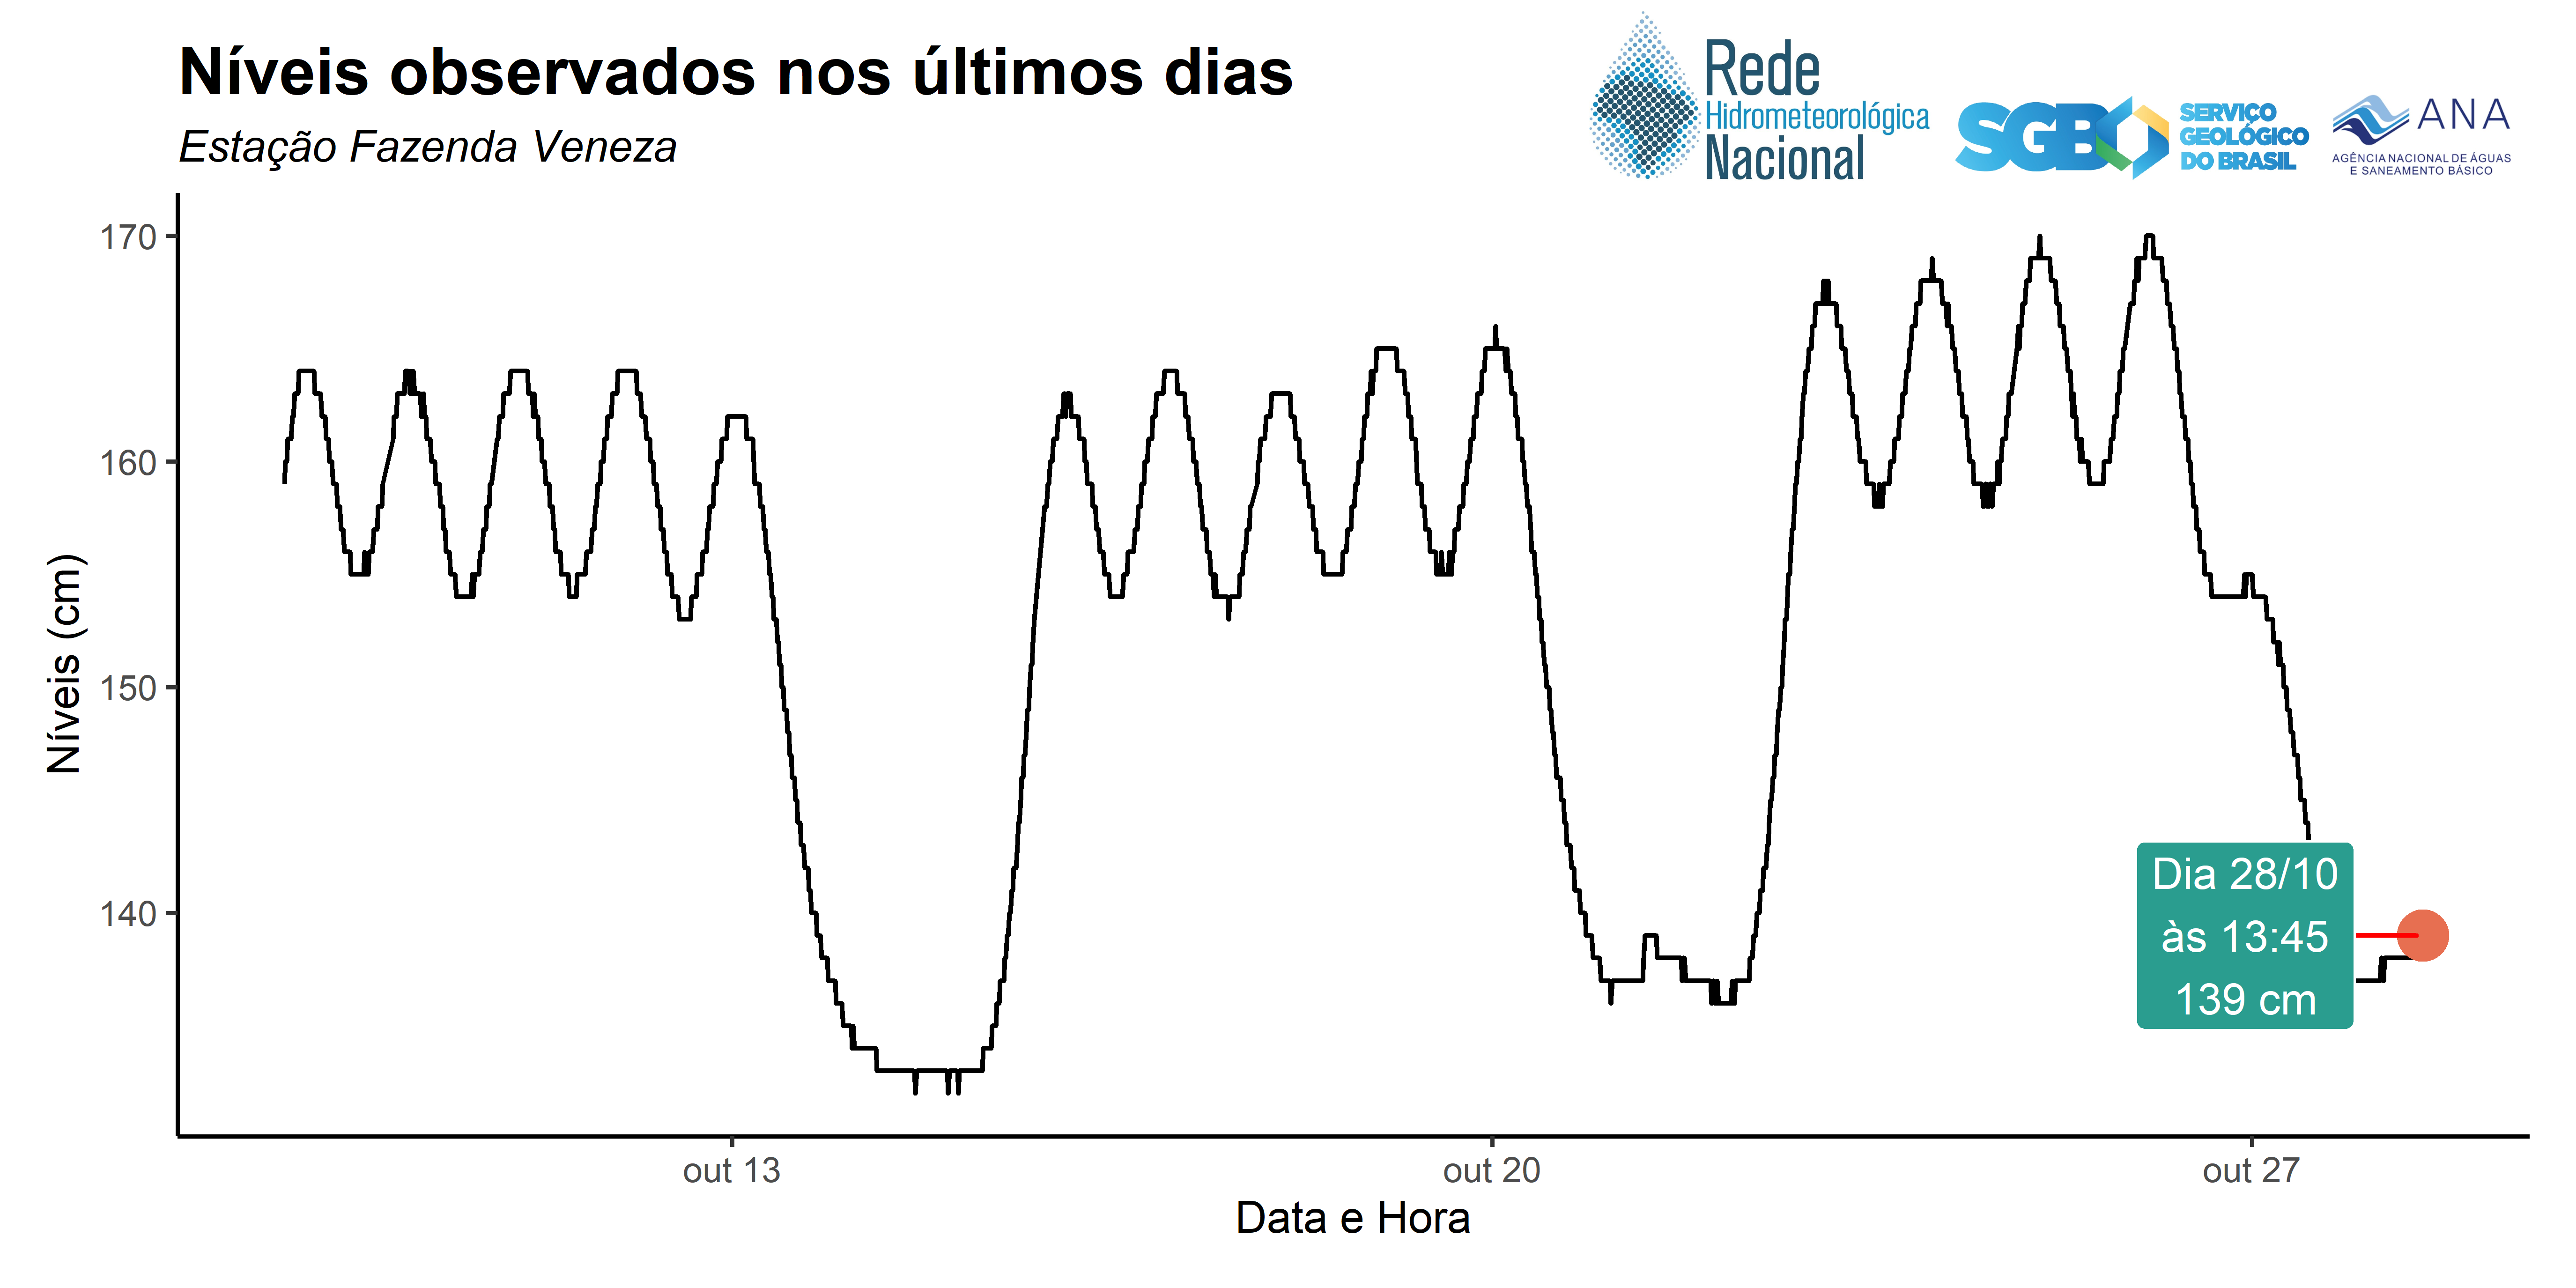 Níveis observados nos últimos dias
Estação Fazenda Veneza
Rede
Hidrometeorológica
Nacional
SGB
SERVIÇO
GEOLÓGICO
DO BRASIL
ANA
AGÊNCIA NACIONAL DE ÁGUAS
E SANEAMENTO BÁSICO
Níveis (cm)
170
160
150
140
Dia 28/10
às 13:45
139 cm
out 13
out 20
out 27
Data e Hora